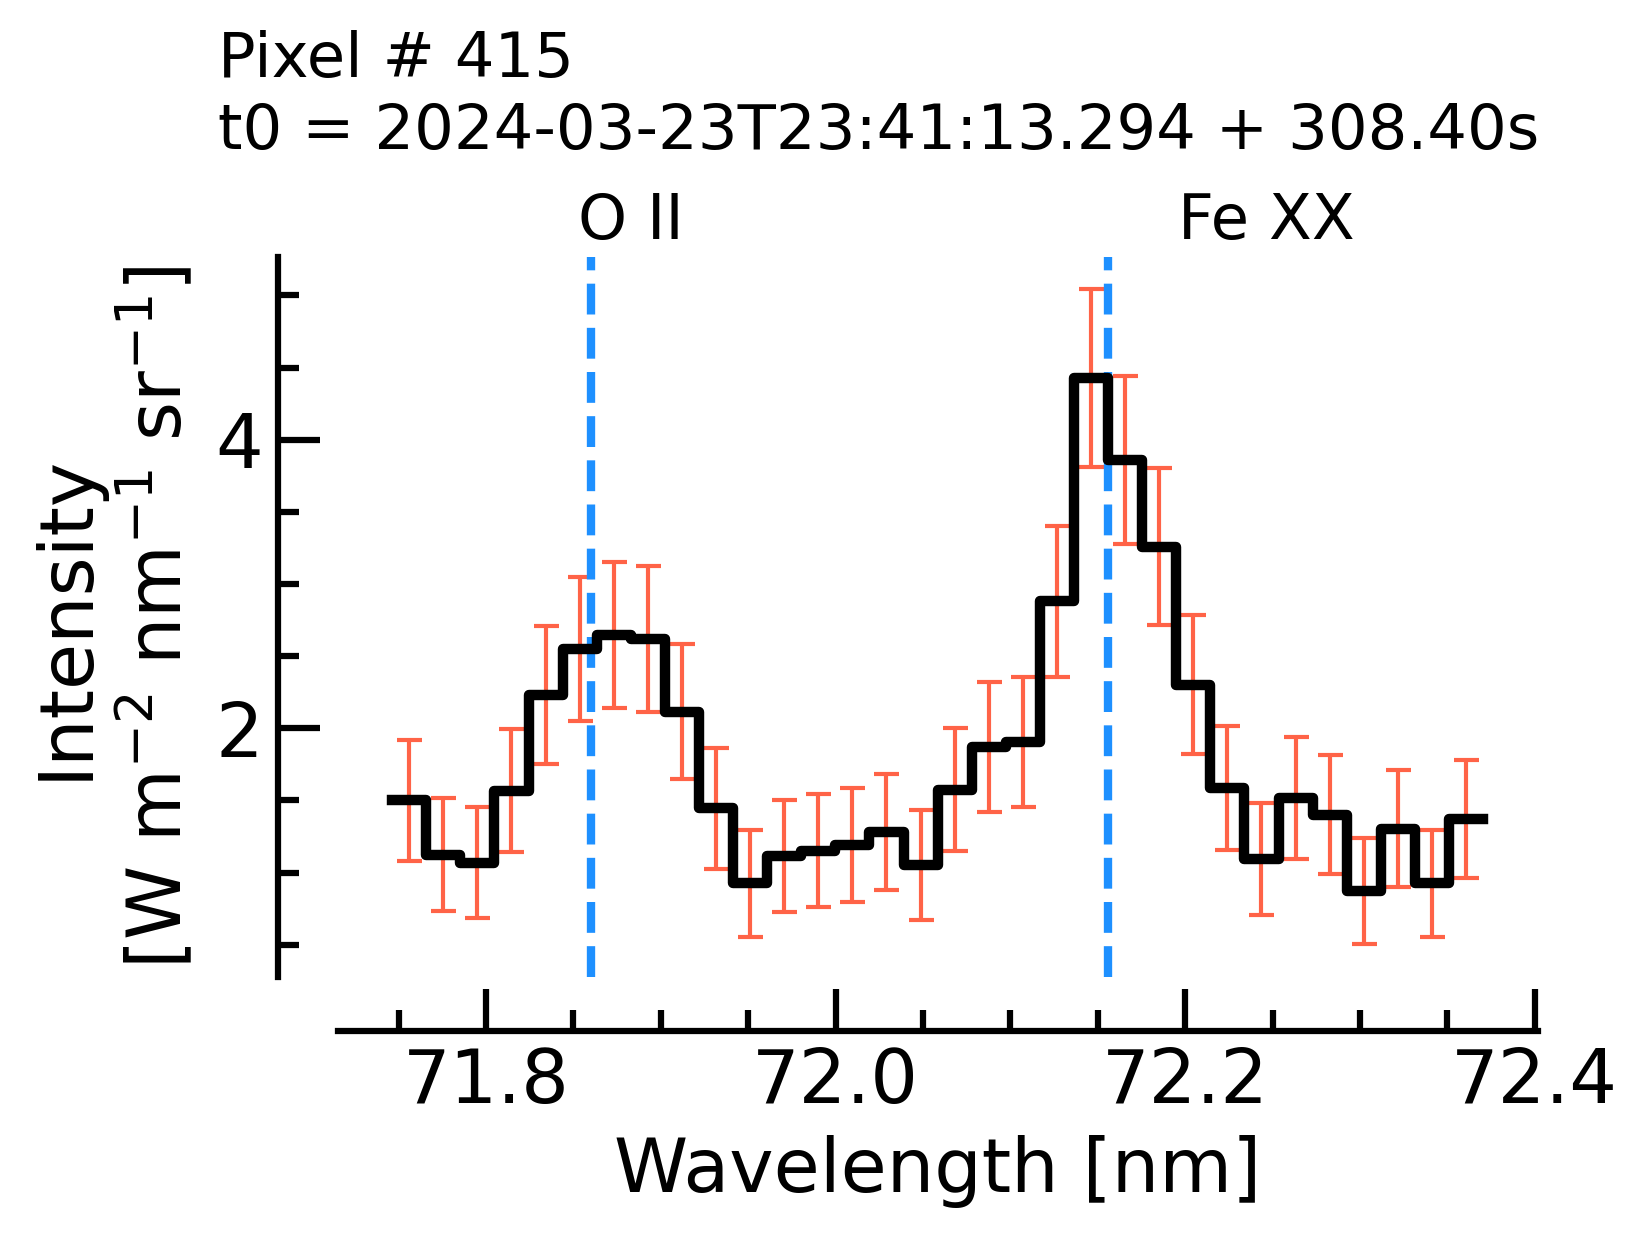 Pixel # 415
t0 = 2024-03-23T23:41:13.294 + 308.40s
O II
Fe XX
Intensity
[W m⁻² nm⁻¹ sr⁻¹]
4
2
71.8
72.0
72.2
72.4
Wavelength [nm]